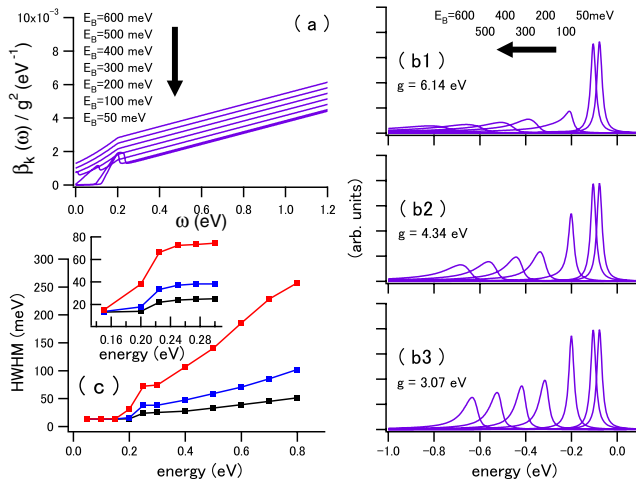 10x10⁻³
8
6
4
2
0
β_k (ω) / g² (eV⁻¹)
E_B=600 meV
E_B=500 meV
E_B=400 meV
E_B=300 meV
E_B=200 meV
E_B=100 meV
E_B=50 meV
( a )
0.0 0.2 0.4 0.6 0.8 1.0 1.2
ω (eV)
80
60
40
20
0.16 0.20 0.24 0.28
energy (eV)
300
250
200
150
100
50
0
HWHM (meV)
( c )
0.0 0.2 0.4 0.6 0.8
energy (eV)
E_B=600 400 200 50meV
500 300 100
( b1 )
g = 6.14 eV
( b2 )
g = 4.34 eV
(arb. units)
( b3 )
g = 3.07 eV
-1.0 -0.8 -0.6 -0.4 -0.2 0.0
energy (eV)